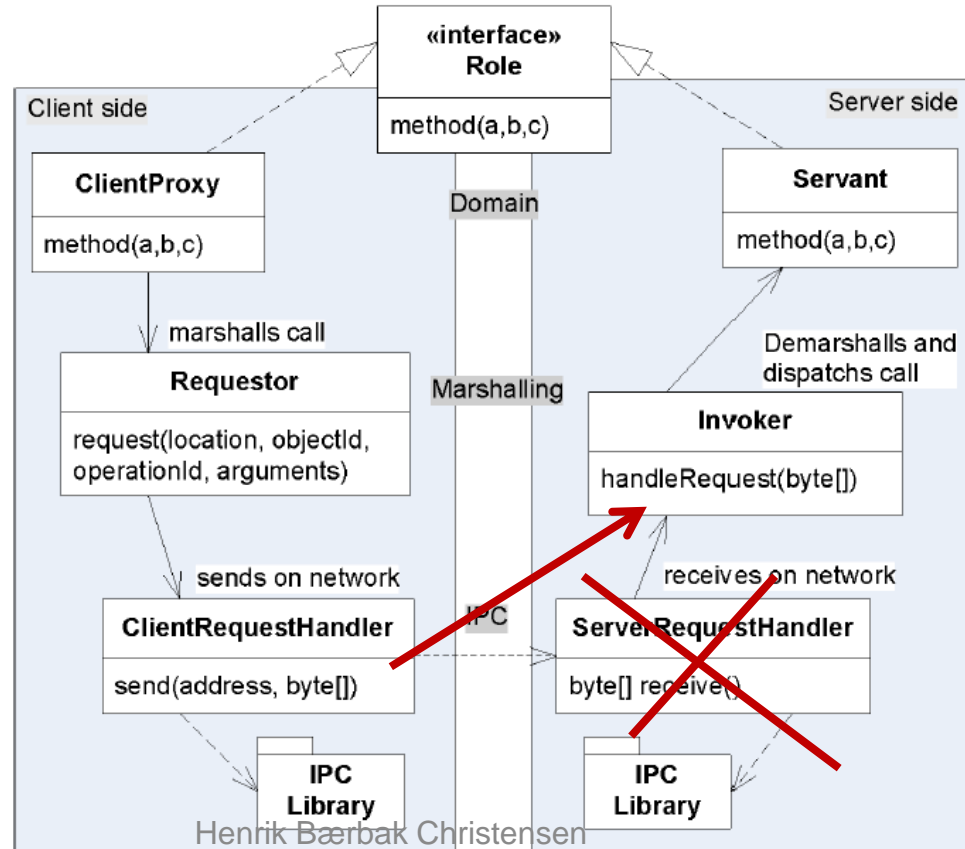 «interface»
Role
method(a,b,c)
Client side
Server side
ClientProxy
method(a,b,c)
Domain
Servant
method(a,b,c)
marshalls call
Requestor
request(location, objectId,
operationId, arguments)
Marshalling
Demarshalls and
dispatchs call
Invoker
handleRequest(byte[])
sends on network
ClientRequestHandler
send(address, byte[])
IPC
receives on network
ServerRequestHandler
byte[] receive()
IPC
Library
IPC
Library
Henrik Bærbak Christensen